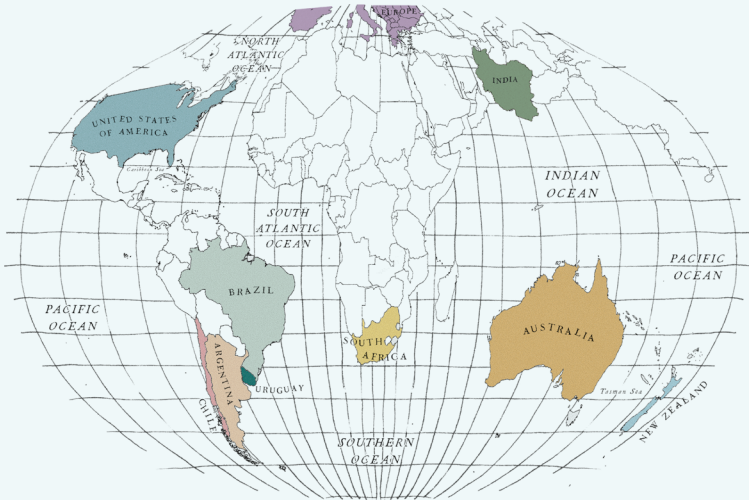 EUROPE
NORTH
ATLANTIC
OCEAN
INDIA
UNITED STATES
OF AMERICA
Caribbean Sea
INDIAN
OCEAN
SOUTH
ATLANTIC
OCEAN
PACIFIC
OCEAN
BRAZIL
PACIFIC
OCEAN
AUSTRALIA
SOUTH
AFRICA
ARGENTINA
URUGUAY
Tasman Sea
CHILE
NEW ZEALAND
SOUTHERN
OCEAN